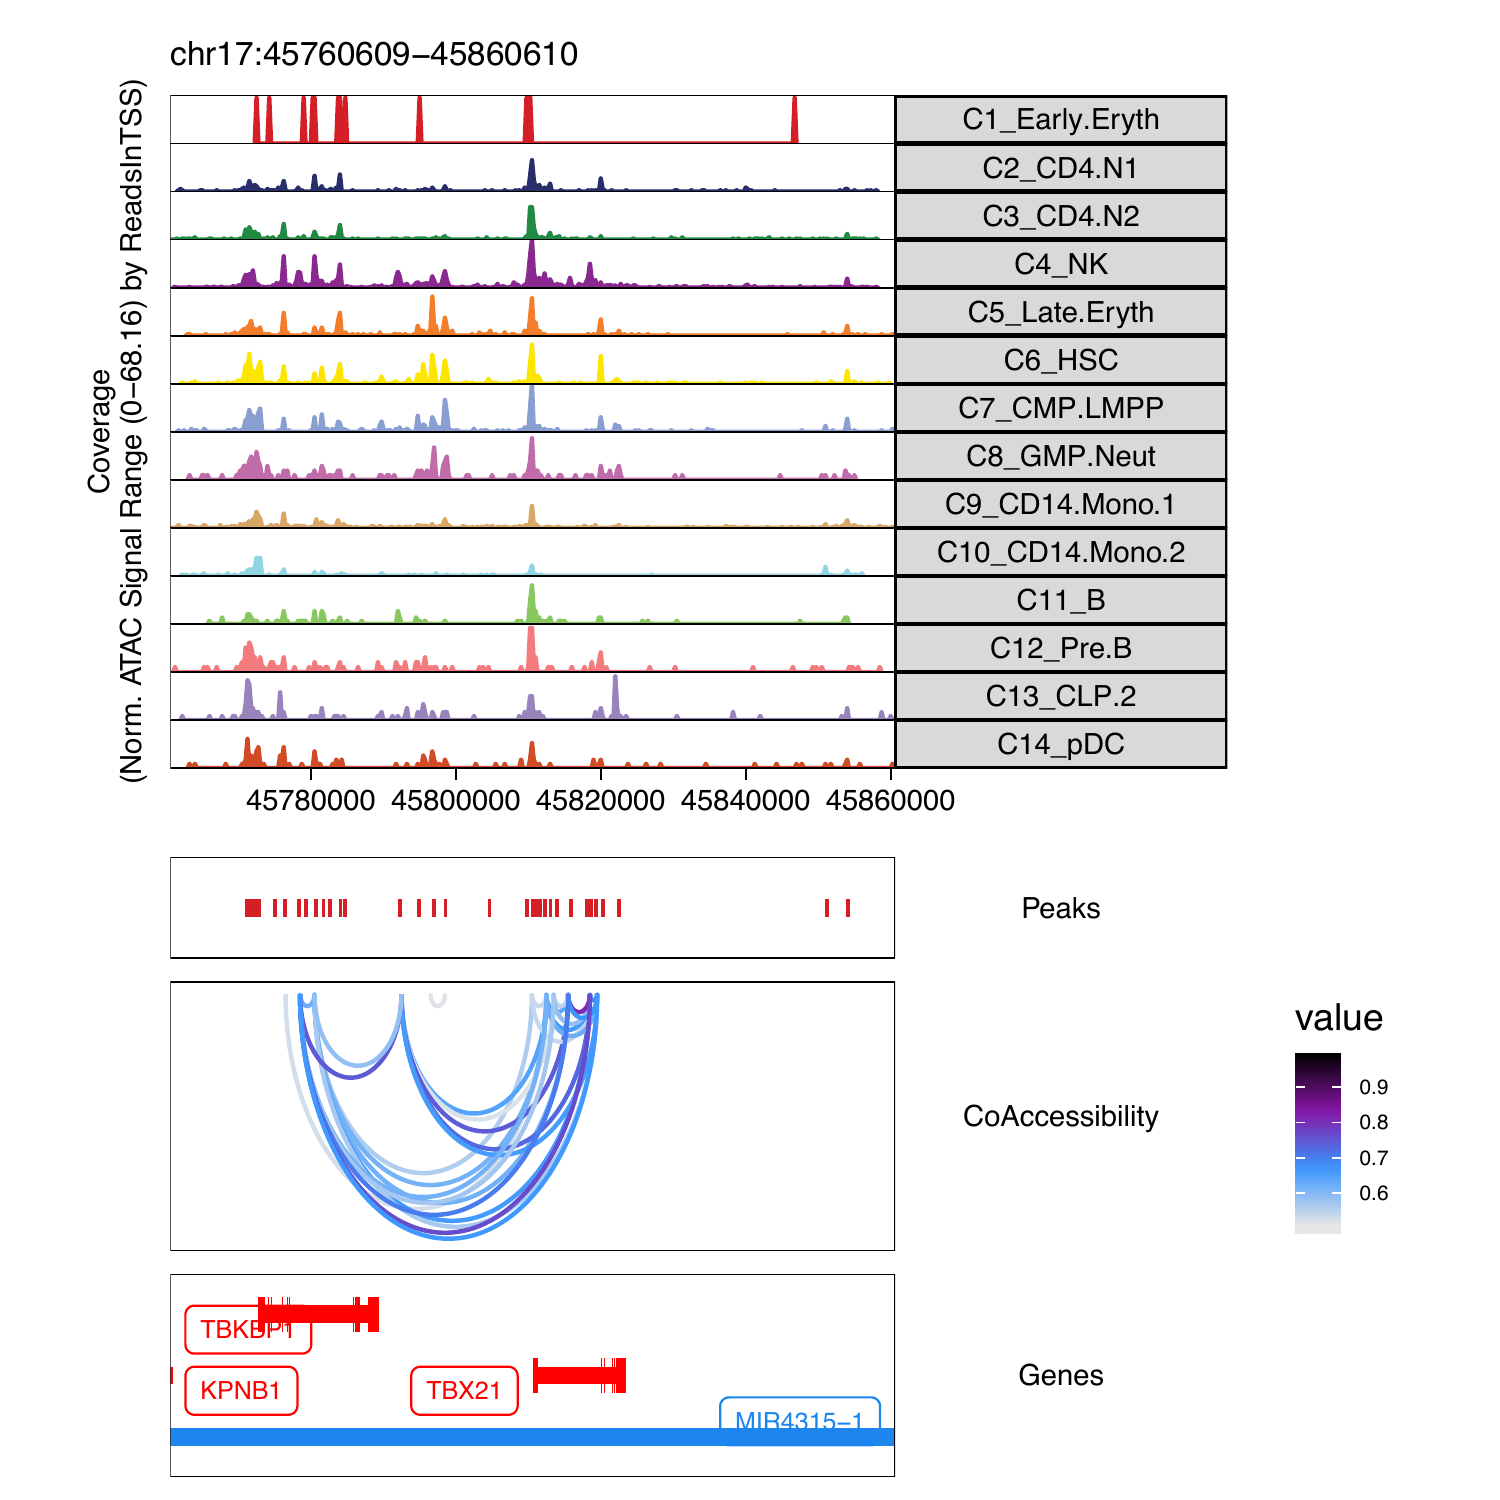 chr17:45760609−45860610
Coverage
(Norm. ATAC Signal Range (0−68.16) by ReadsInTSS)
C1_Early.Eryth
C2_CD4.N1
C3_CD4.N2
C4_NK
C5_Late.Eryth
C6_HSC
C7_CMP.LMPP
C8_GMP.Neut
C9_CD14.Mono.1
C10_CD14.Mono.2
C11_B
C12_Pre.B
C13_CLP.2
C14_pDC
45780000 45800000 45820000 45840000 45860000
Peaks
CoAccessibility
value
0.9
0.8
0.7
0.6
TBKBP1
KPNB1
TBX21
MIR4315−1
Genes